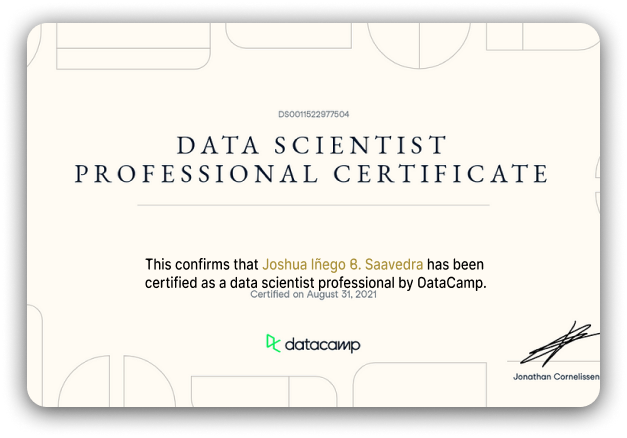 DS0011522977504
DATA SCIENTIST
PROFESSIONAL CERTIFICATE
This confirms that Joshua Iñego B. Saavedra has been
certified as a data scientist professional by DataCamp.
Certified on August 31, 2021
datacamp
Jonathan Cornelissen